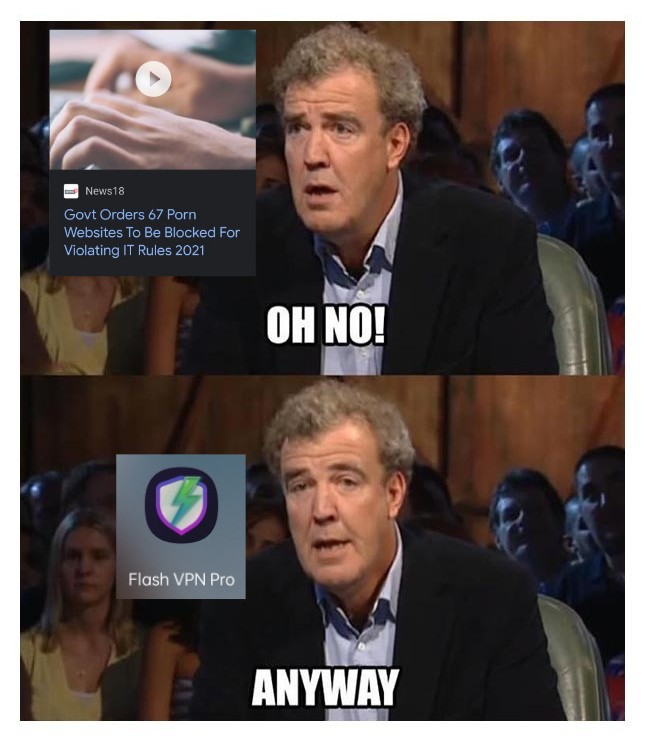 News18
Govt Orders 67 Porn
Websites To Be Blocked For
Violating IT Rules 2021
OH NO!
Flash VPN Pro
ANYWAY